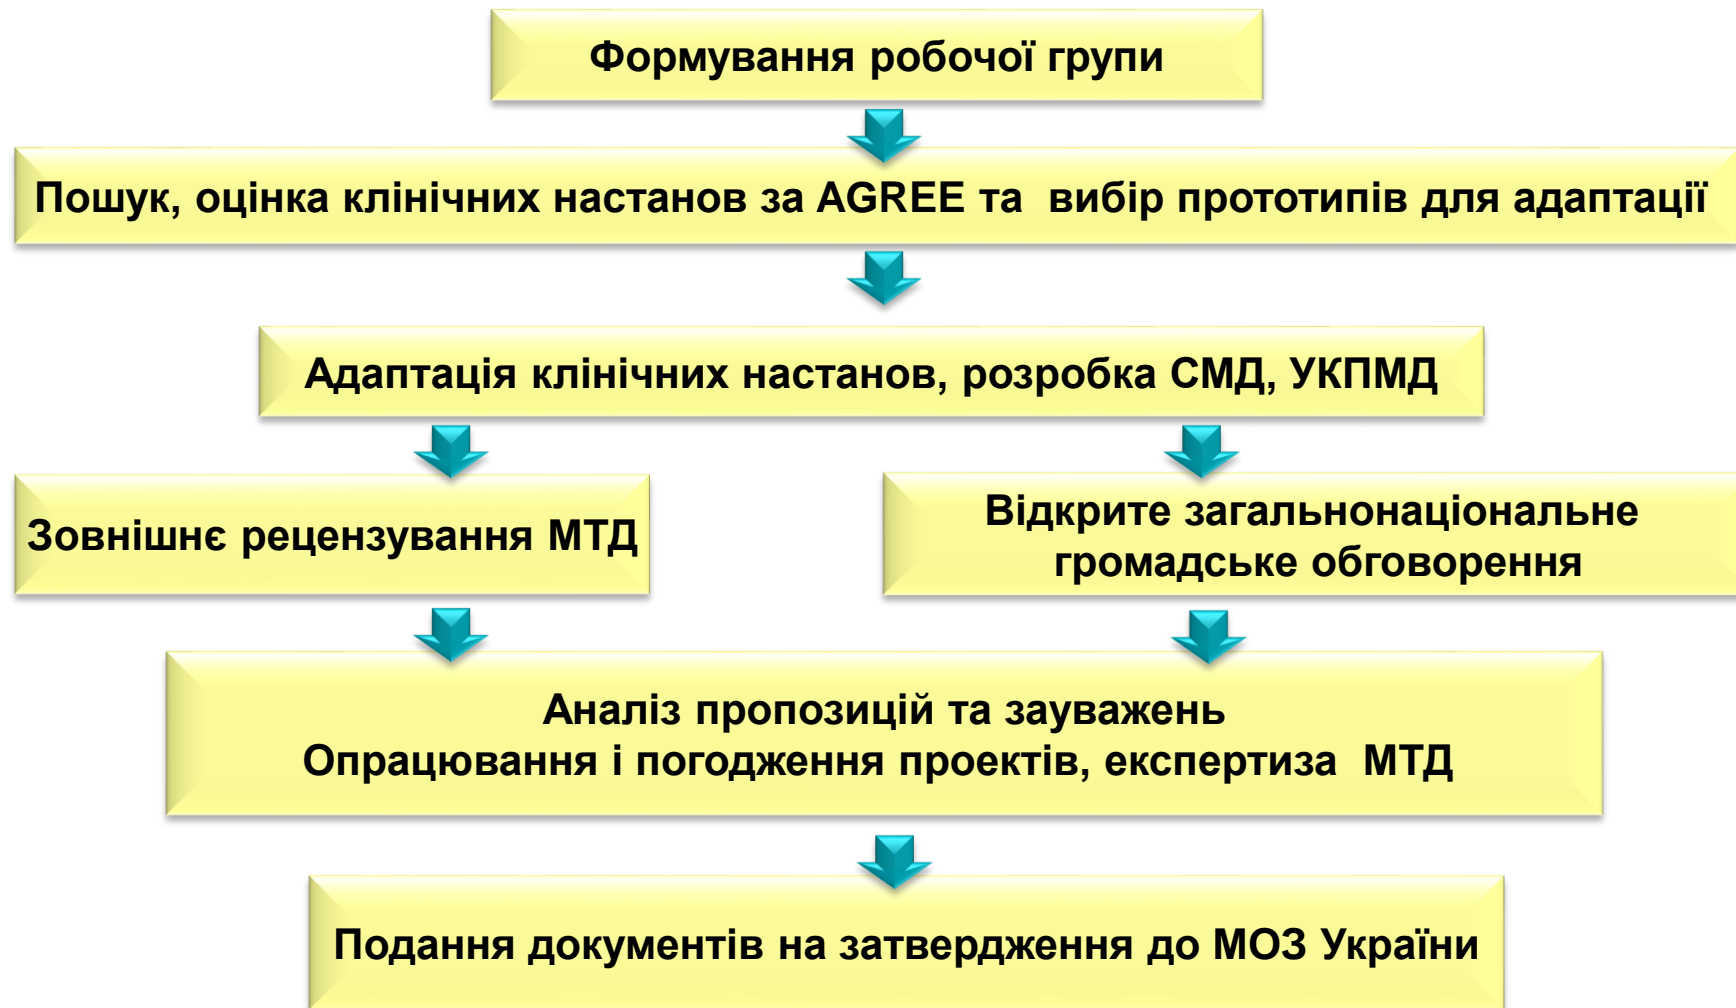 Формування робочої групи
Пошук, оцінка клінічних настанов за AGREE та вибір прототипів для адаптації
Адаптація клінічних настанов, розробка СМД, УКПМД
Зовнішнє рецензування МТД
Відкрите загальнонаціональне
громадське обговорення
Аналіз пропозицій та зауважень
Опрацювання і погодження проектів, експертиза МТД
Подання документів на затвердження до МОЗ України